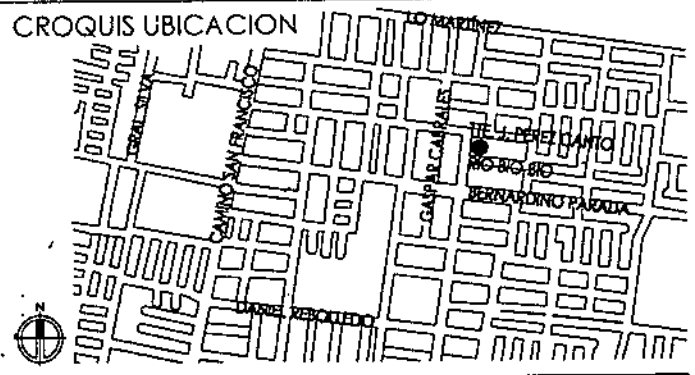 CROQUIS UBICACION
LO MARTINEZ
GRAL SILVA
CAMINO SAN FRANCISCO
GASPAR CABRALES
TTE. J. PEREZ CANTO
RIO BIO-BIO
BERNARDINO PARADA
DANIEL REBOLLEDO
N